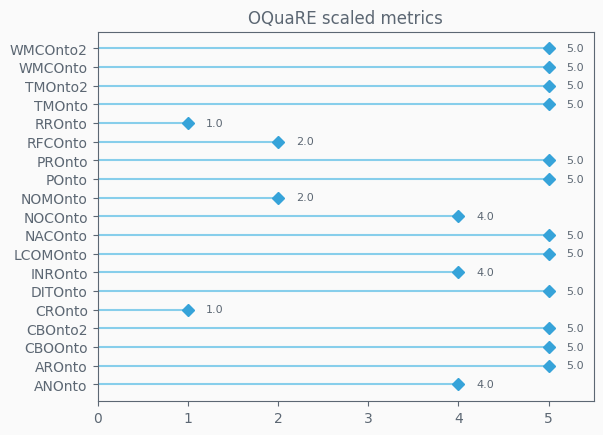 OQuaRE scaled metrics
WMCOnto2 5.0
WMCOnto 5.0
TMOnto2 5.0
TMOnto 5.0
RROnto 1.0
RFCOnto 2.0
PROnto 5.0
POnto 5.0
NOMOnto 2.0
NOCOnto 4.0
NACOnto 5.0
LCOMOnto 5.0
INROnto 4.0
DITOnto 5.0
CROnto 1.0
CBOnto2 5.0
CBOOnto 5.0
AROnto 5.0
ANOnto 4.0
0 1 2 3 4 5